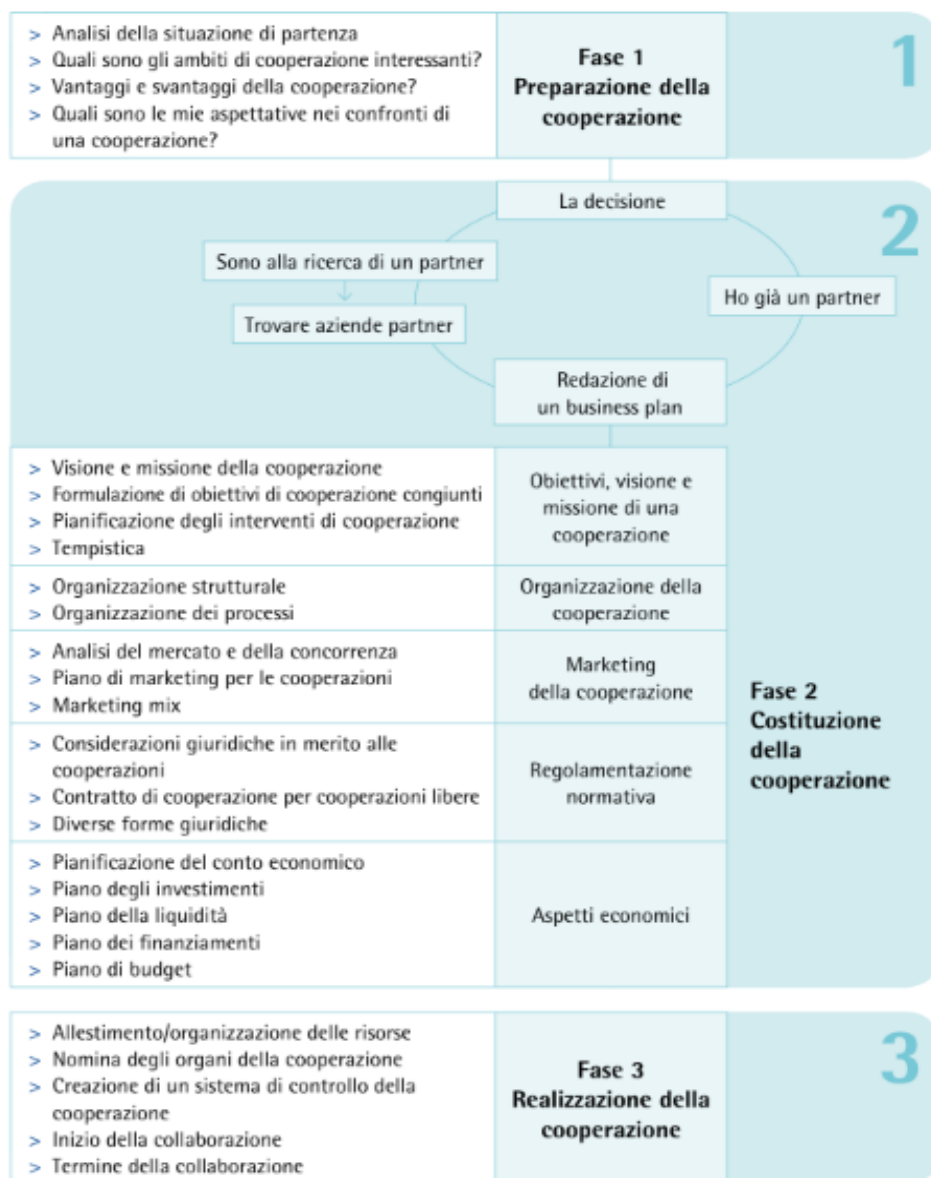 > Analisi della situazione di partenza
> Quali sono gli ambiti di cooperazione interessanti?
> Vantaggi e svantaggi della cooperazione?
> Quali sono le mie aspettative nei confronti di
una cooperazione?
Fase 1
Preparazione della
cooperazione
1
La decisione
2
Sono alla ricerca di un partner
Trovare aziende partner
Ho già un partner
Redazione di
un business plan
> Visione e missione della cooperazione
> Formulazione di obiettivi di cooperazione congiunti
> Pianificazione degli interventi di cooperazione
> Tempistica
Obiettivi, visione e
missione di una
cooperazione
> Organizzazione strutturale
> Organizzazione dei processi
Organizzazione della
cooperazione
> Analisi del mercato e della concorrenza
> Piano di marketing per le cooperazioni
> Marketing mix
Marketing
della cooperazione
> Considerazioni giuridiche in merito alle
cooperazioni
> Contratto di cooperazione per cooperazioni libere
> Diverse forme giuridiche
Regolamentazione
normativa
> Pianificazione del conto economico
> Piano degli investimenti
> Piano della liquidità
> Piano dei finanziamenti
> Piano di budget
Aspetti economici
Fase 2
Costituzione
della
cooperazione
> Allestimento/organizzazione delle risorse
> Nomina degli organi della cooperazione
> Creazione di un sistema di controllo della
cooperazione
> Inizio della collaborazione
> Termine della collaborazione
Fase 3
Realizzazione della
cooperazione
3